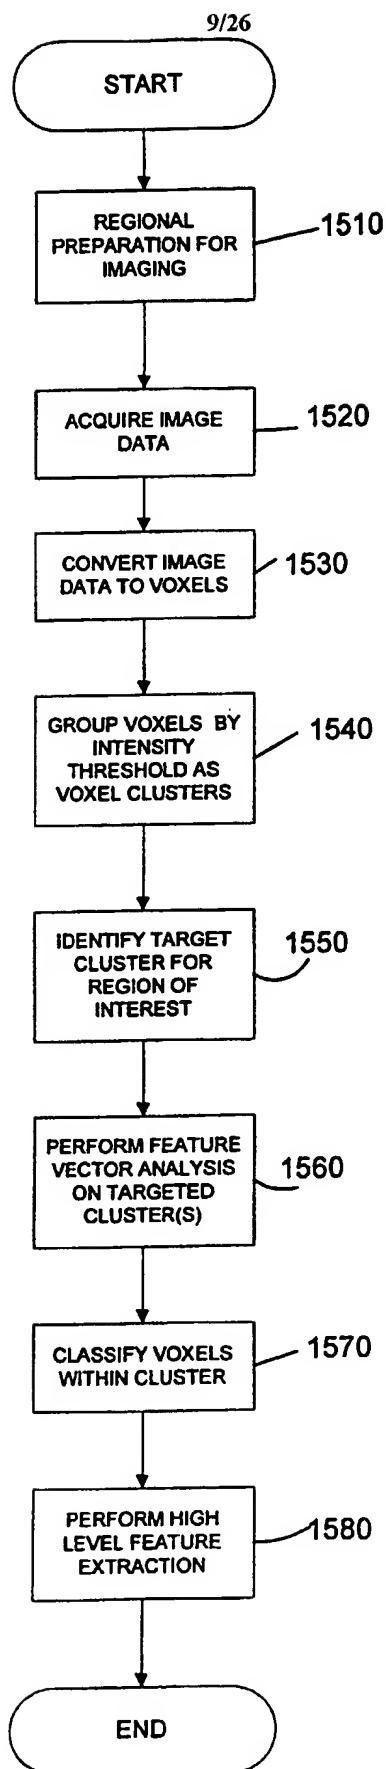 9/26
START
REGIONAL
PREPARATION FOR
IMAGING
1510
ACQUIRE IMAGE
DATA
1520
CONVERT IMAGE
DATA TO VOXELS
1530
GROUP VOXELS BY
INTENSITY
THRESHOLD AS
VOXEL CLUSTERS
1540
IDENTIFY TARGET
CLUSTER FOR
REGION OF
INTEREST
1550
PERFORM FEATURE
VECTOR ANALYSIS
ON TARGETED
CLUSTER(S)
1560
CLASSIFY VOXELS
WITHIN CLUSTER
1570
PERFORM HIGH
LEVEL FEATURE
EXTRACTION
1580
END